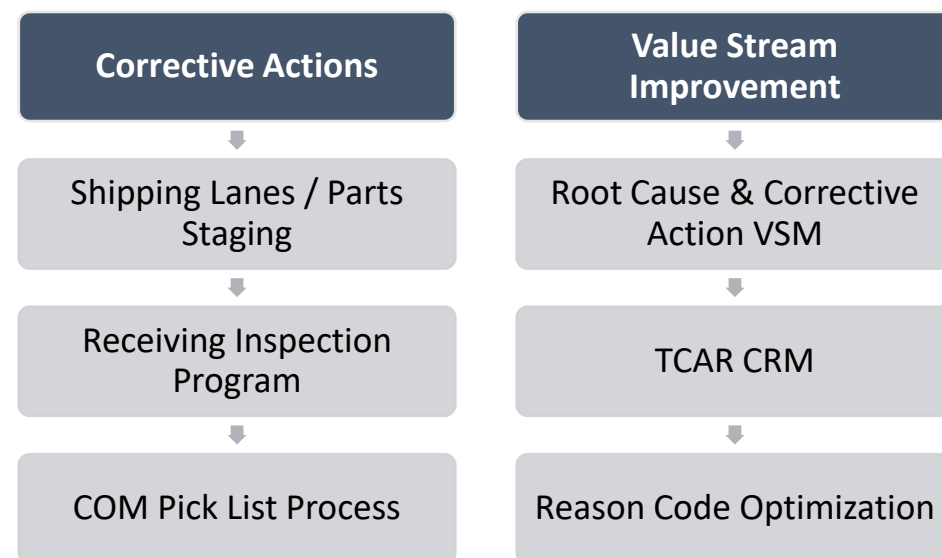 Corrective Actions
Shipping Lanes / Parts
Staging
Receiving Inspection
Program
COM Pick List Process
Value Stream
Improvement
Root Cause & Corrective
Action VSM
TCAR CRM
Reason Code Optimization